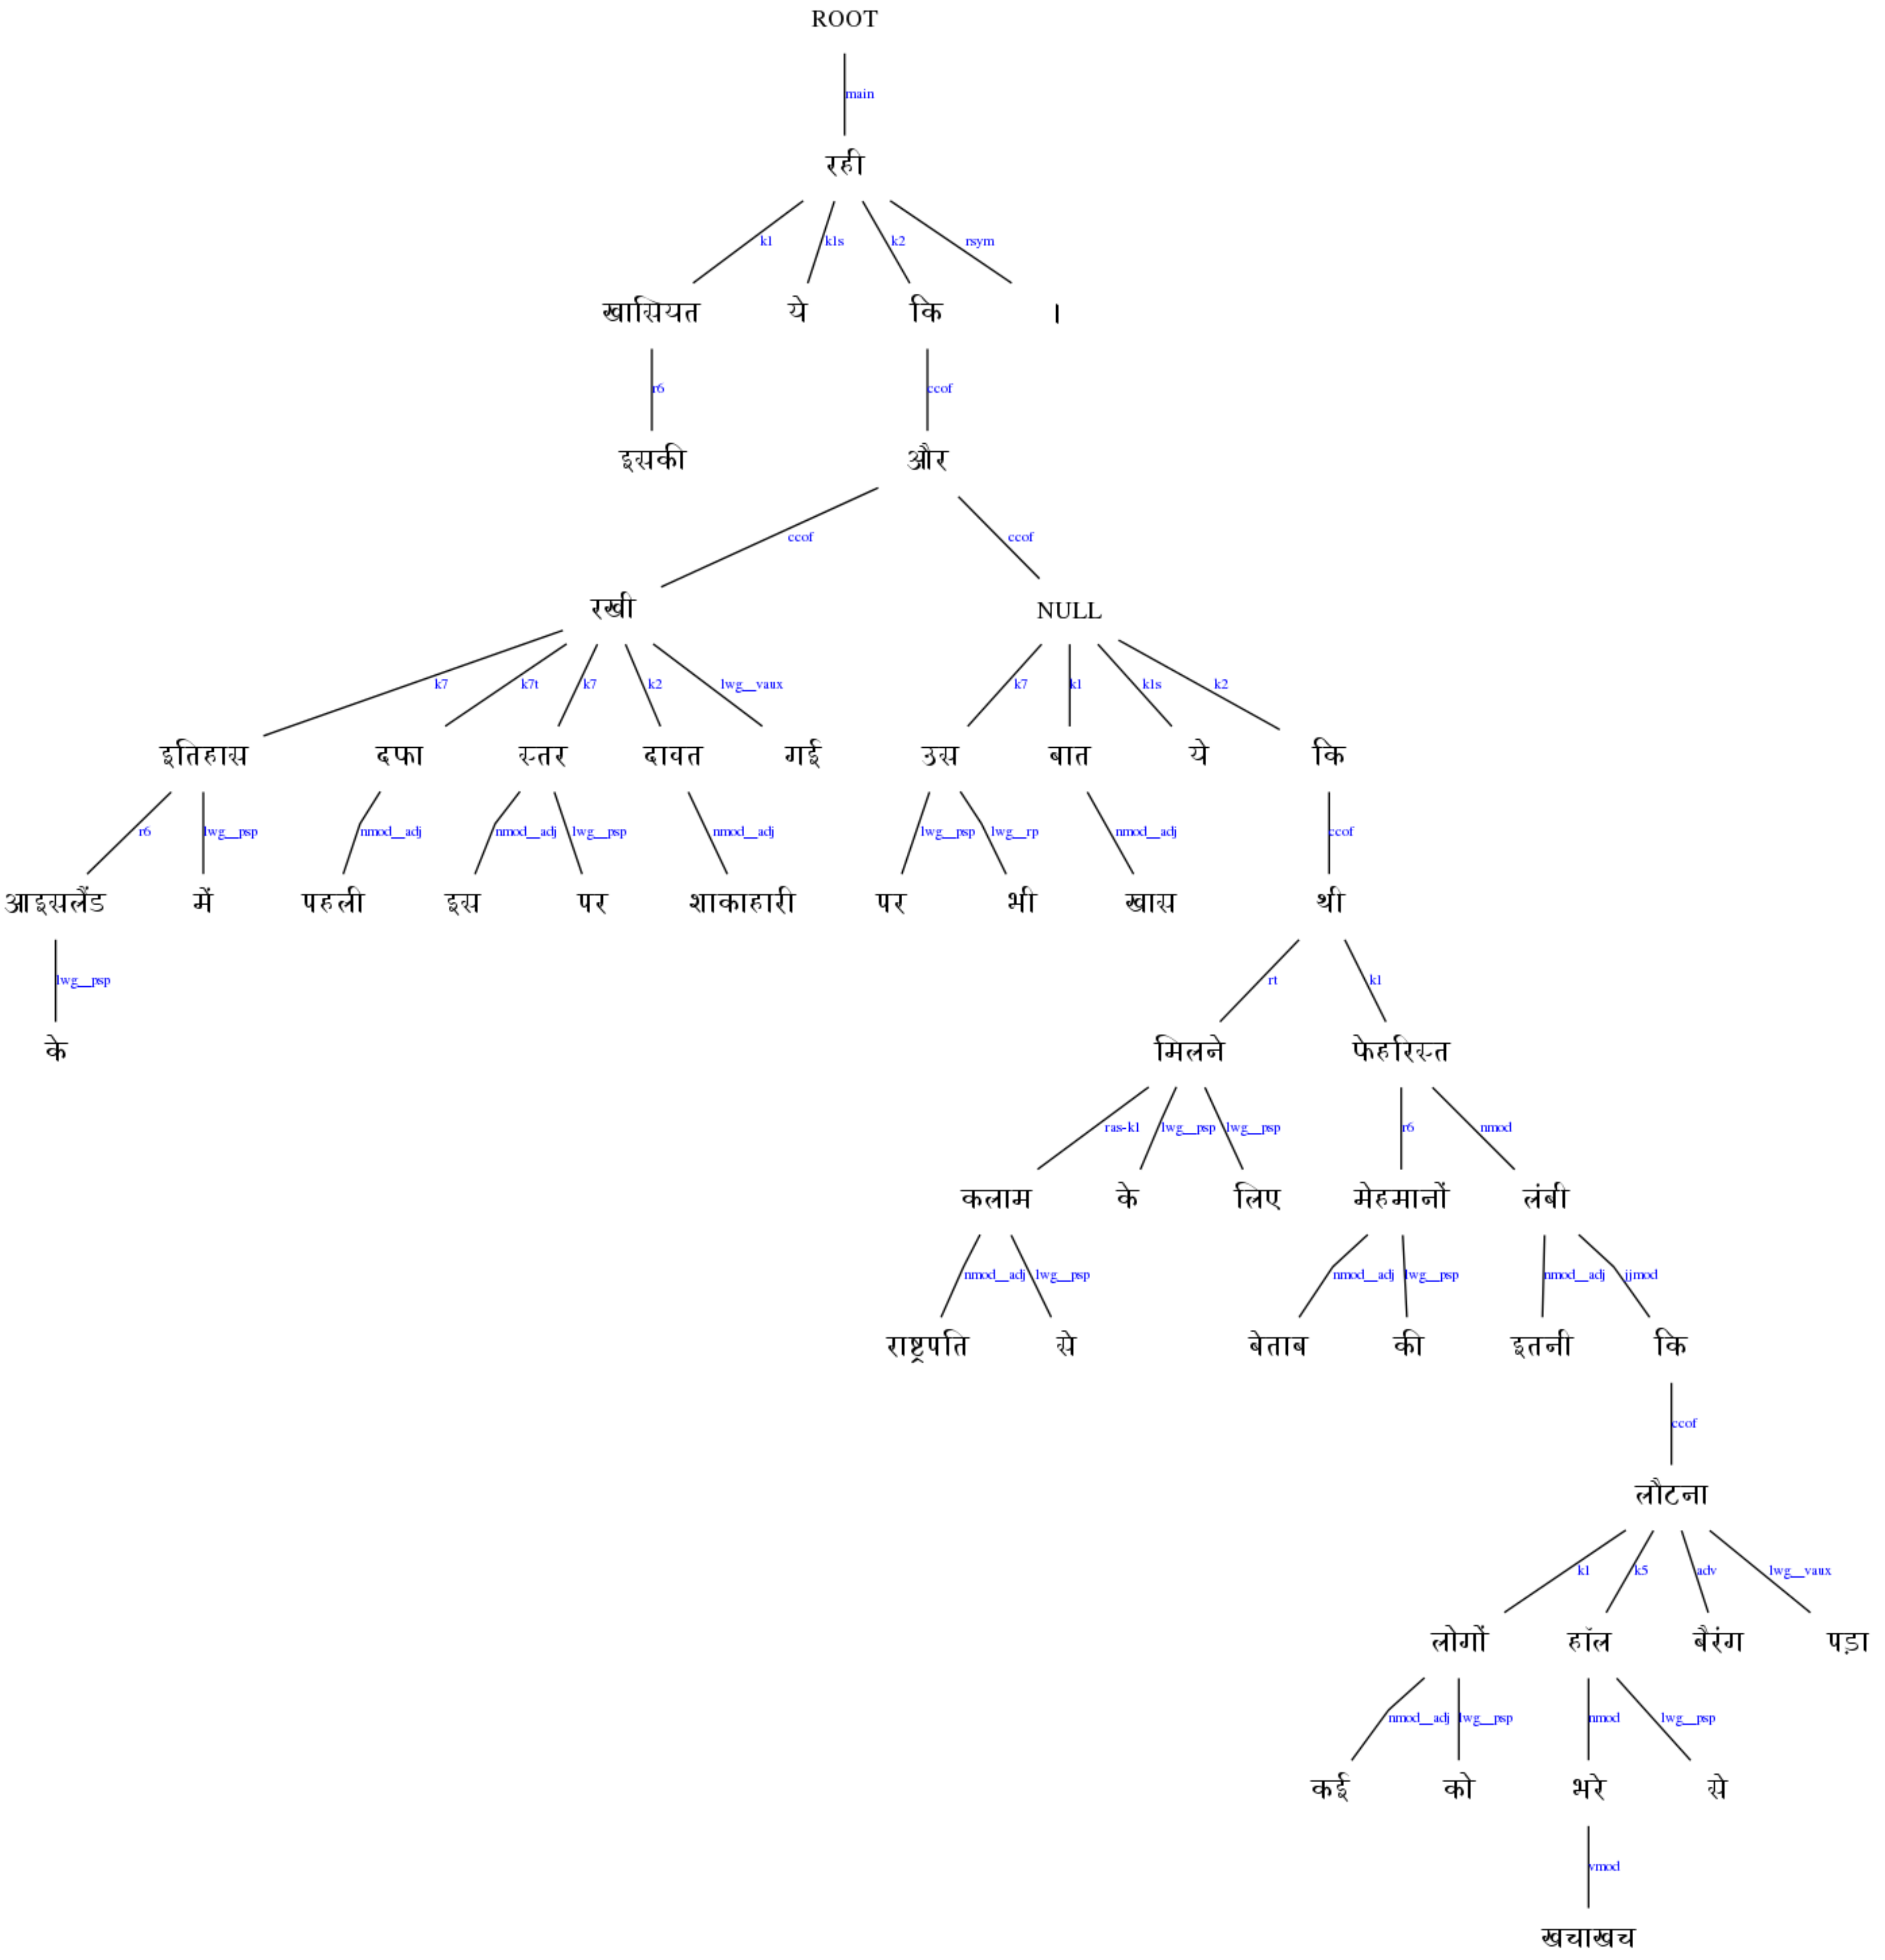 ROOT
main
रही
k1 k1s k2 rsym
खासियत ये कि ।
r6 ccof
इसकी और
ccof ccof
रखी NULL
k7 k7t k7 k2 lwg__vaux k7 k1 k1s k2
इतिहास दफा स्तर दावत गई उस बात ये कि
r6 lwg__psp nmod__adj nmod__adj lwg__psp nmod__adj lwg__psp lwg__rp nmod__adj ccof
आइसलैंड में पहली इस पर शाकाहारी पर भी खास थी
lwg__psp rt k1
के मिलने फेहरिस्त
ras-k1 lwg__psp lwg__psp r6 nmod
कलाम के लिए मेहमानों लंबी
nmod__adj lwg__psp nmod__adj lwg__psp nmod__adj jjmod
राष्ट्रपति से बेताब की इतनी कि
ccof
लौटना
k1 k5 adv lwg__vaux
लोगों हॉल बैरंग पड़ा
nmod__adj lwg__psp nmod lwg__psp
कई को भरे से
vmod
खचाखच